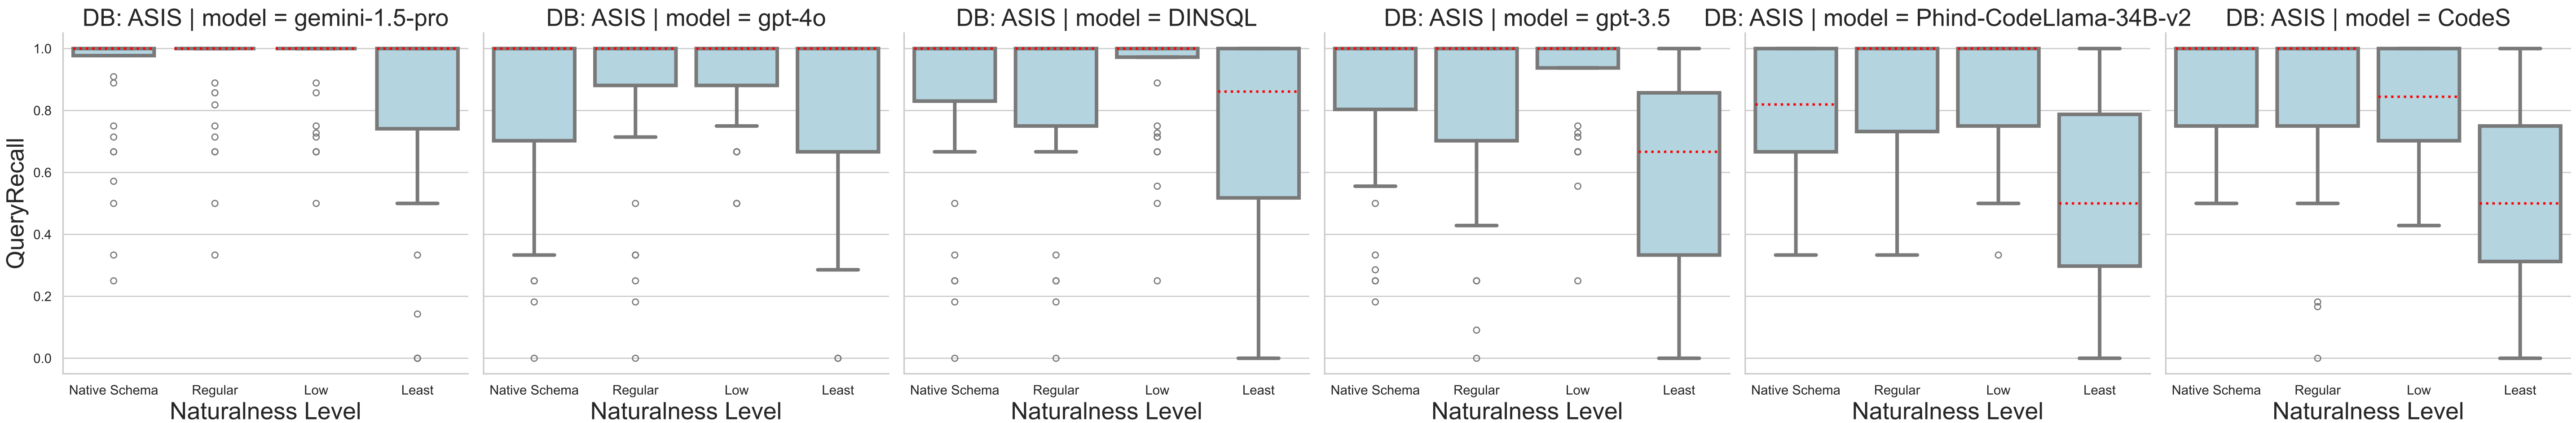 DB: ASIS | model = gemini-1.5-pro
DB: ASIS | model = gpt-4o
DB: ASIS | model = DINSQL
DB: ASIS | model = gpt-3.5
DB: ASIS | model = Phind-CodeLlama-34B-v2
DB: ASIS | model = CodeS
QueryRecall
1.0
0.8
0.6
0.4
0.2
0.0
Native Schema Regular Low Least
Naturalness Level
Native Schema Regular Low Least
Naturalness Level
Native Schema Regular Low Least
Naturalness Level
Native Schema Regular Low Least
Naturalness Level
Native Schema Regular Low Least
Naturalness Level
Native Schema Regular Low Least
Naturalness Level